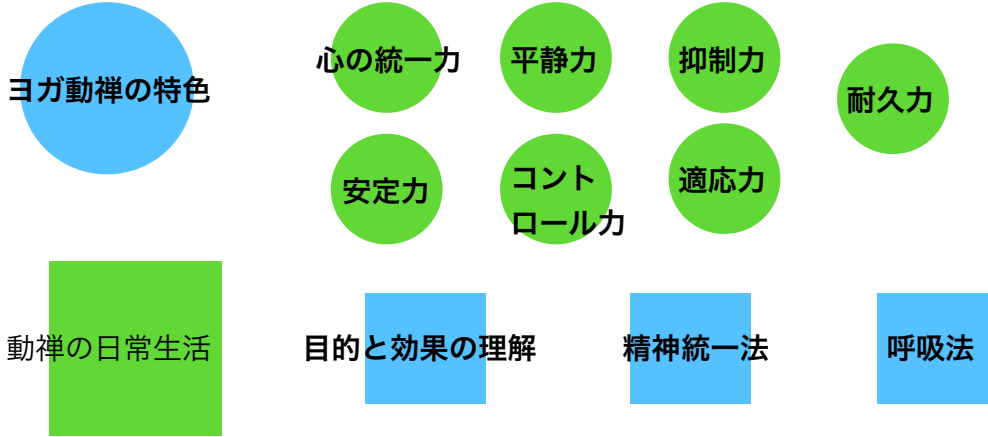 ヨガ動禅の特色
心の統一力
平静力
抑制力
耐久力
安定力
コント
ロール力
適応力
動禅の日常生活
目的と効果の理解
精神統一法
呼吸法